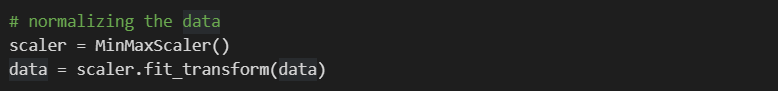 # normalizing the data
scaler = MinMaxScaler()
data = scaler.fit_transform(data)